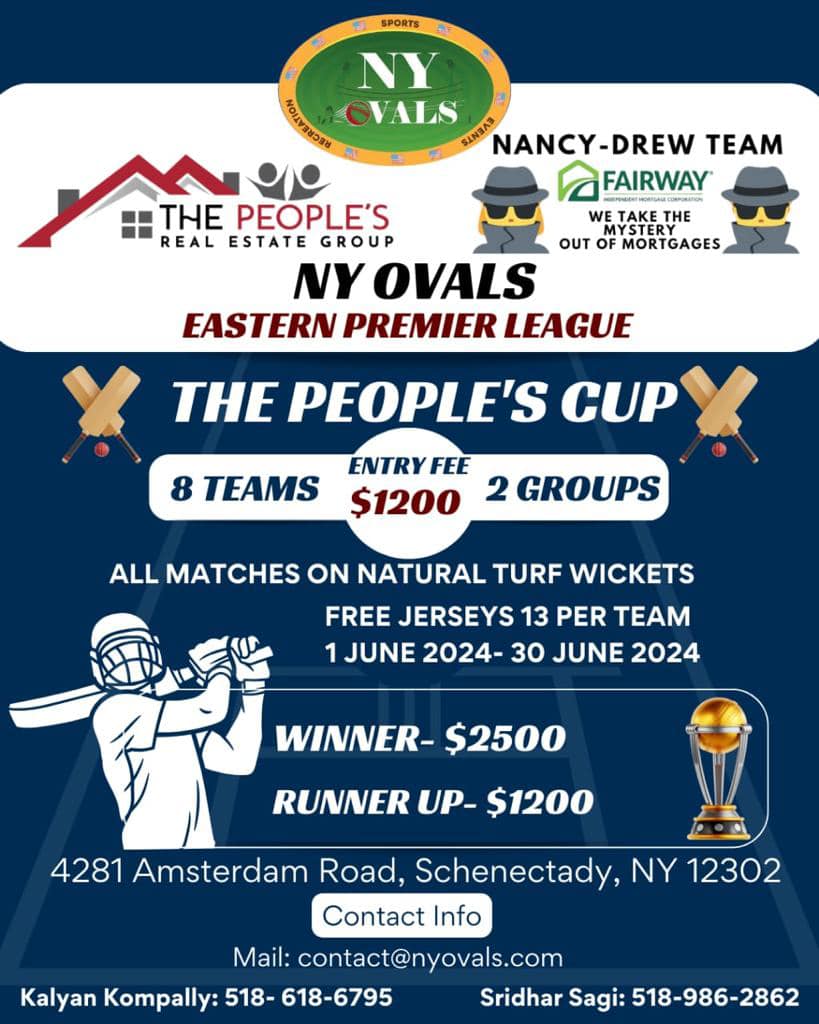 SPORTS
NY
OVALS
RECREATION
EVENTS
THE PEOPLE'S
REAL ESTATE GROUP
NANCY-DREW TEAM
FAIRWAY
INDEPENDENT MORTGAGE CORPORATION
WE TAKE THE
MYSTERY
OUT OF MORTGAGES
NY OVALS
EASTERN PREMIER LEAGUE
THE PEOPLE'S CUP
8 TEAMS
ENTRY FEE
$1200
2 GROUPS
ALL MATCHES ON NATURAL TURF WICKETS
FREE JERSEYS 13 PER TEAM
1 JUNE 2024- 30 JUNE 2024
WINNER- $2500
RUNNER UP- $1200
4281 Amsterdam Road, Schenectady, NY 12302
Contact Info
Mail: contact@nyovals.com
Kalyan Kompally: 518- 618-6795
Sridhar Sagi: 518-986-2862